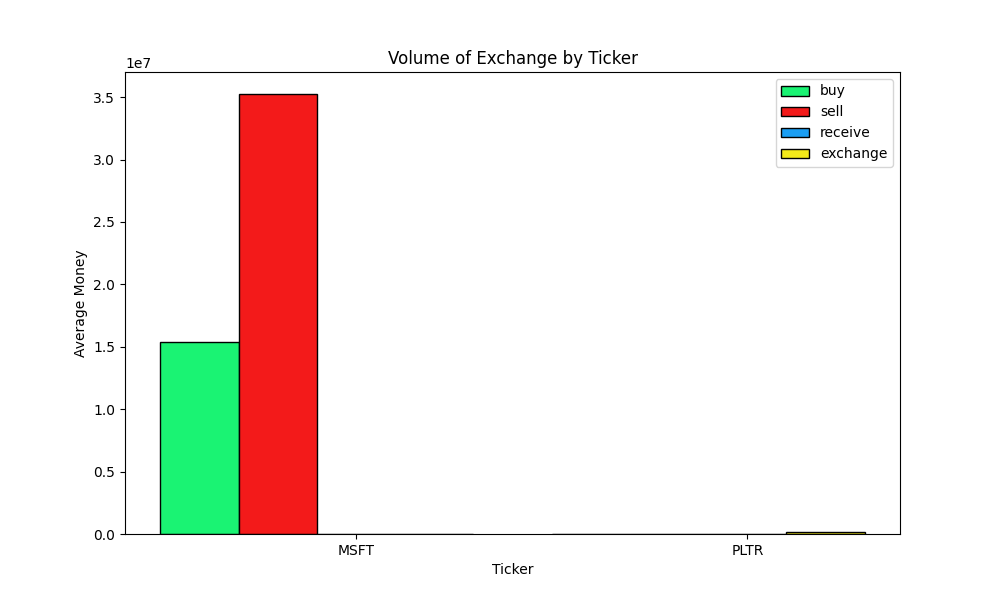 Volume of Exchange by Ticker
1e7
buy
sell
receive
exchange
3.5
3.0
2.5
2.0
1.5
1.0
0.5
0.0
Average Money
MSFT
PLTR
Ticker